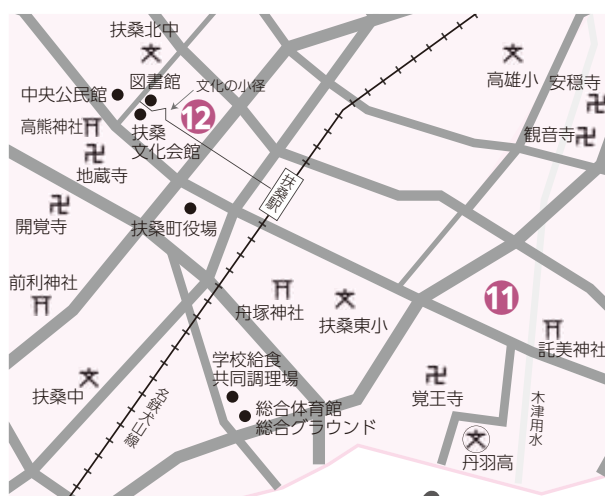 扶桑北中
図書館
文化の小径
中央公民館
高熊神社
12
扶桑
文化会館
地蔵寺
高雄小
安穏寺
観音寺
扶桑駅
開覚寺
扶桑町役場
前利神社
舟塚神社
扶桑東小
11
託美神社
学校給食
共同調理場
扶桑中
名鉄犬山線
総合体育館
総合グラウンド
覚王寺
木津用水
丹羽高